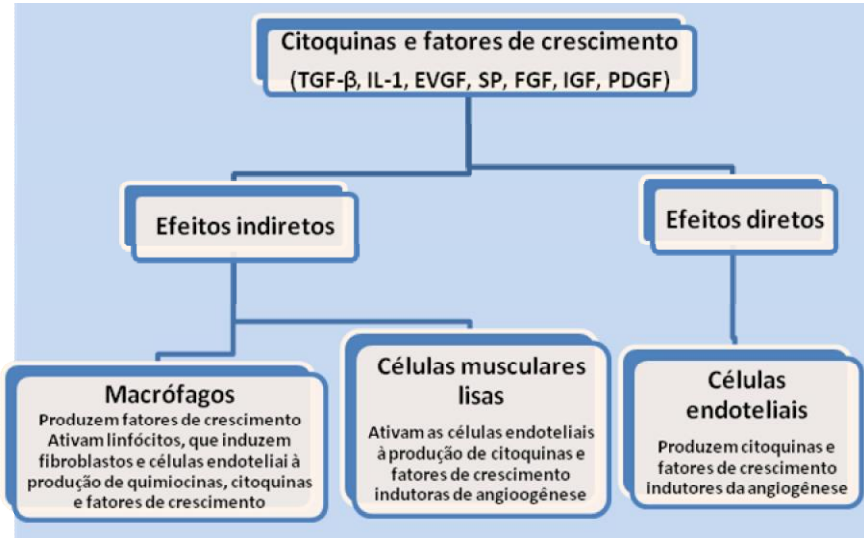 Citoquinas e fatores de crescimento
(TGF-β, IL-1, EVGF, SP, FGF, IGF, PDGF)
Efeitos indiretos
Efeitos diretos
Macrófagos
Produzem fatores de crescimento
Ativam linfócitos, que induzem
fibroblastos e células endoteliai à
produção de quimiocinas, citoquinas
e fatores de crescimento
Células musculares
lisas
Ativam as células endoteliais
à produção de citoquinas e
fatores de crescimento
indutoras de angioogênese
Células
endoteliais
Produzem citoquinas e
fatores de crescimento
indutores da angiogênese